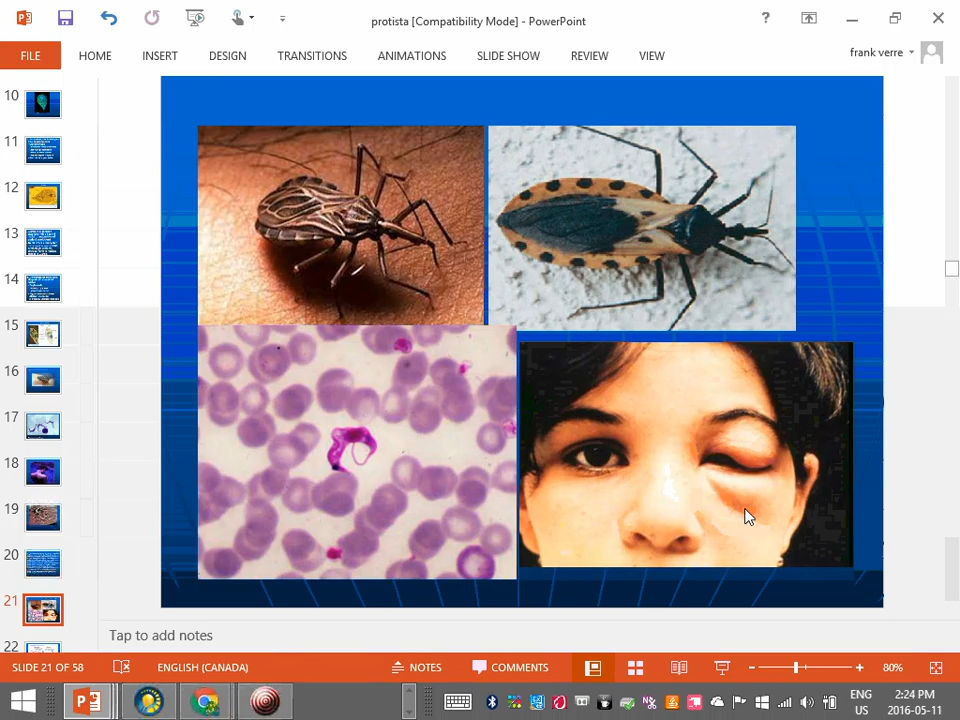 protista [Compatibility Mode] - PowerPoint
FILE HOME INSERT DESIGN TRANSITIONS ANIMATIONS SLIDE SHOW REVIEW VIEW frank verre
10
11
12
13
14
15
16
17
18
19
20
21
22
Tap to add notes
SLIDE 21 OF 58 ENGLISH (CANADA) NOTES COMMENTS 80%
ENG 2:24 PM
US 2016-05-11